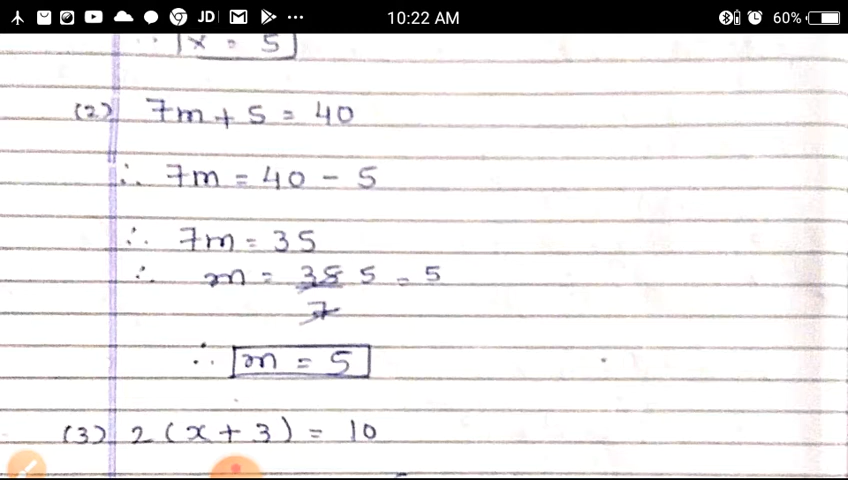 JD 10:22 AM 60%
∴ x = 5
(2) 7m + 5 = 40
∴ 7m = 40 - 5
∴ 7m = 35
∴ m = 35 5 = 5
7
∴ m = 5
(3) 2(x + 3) = 10